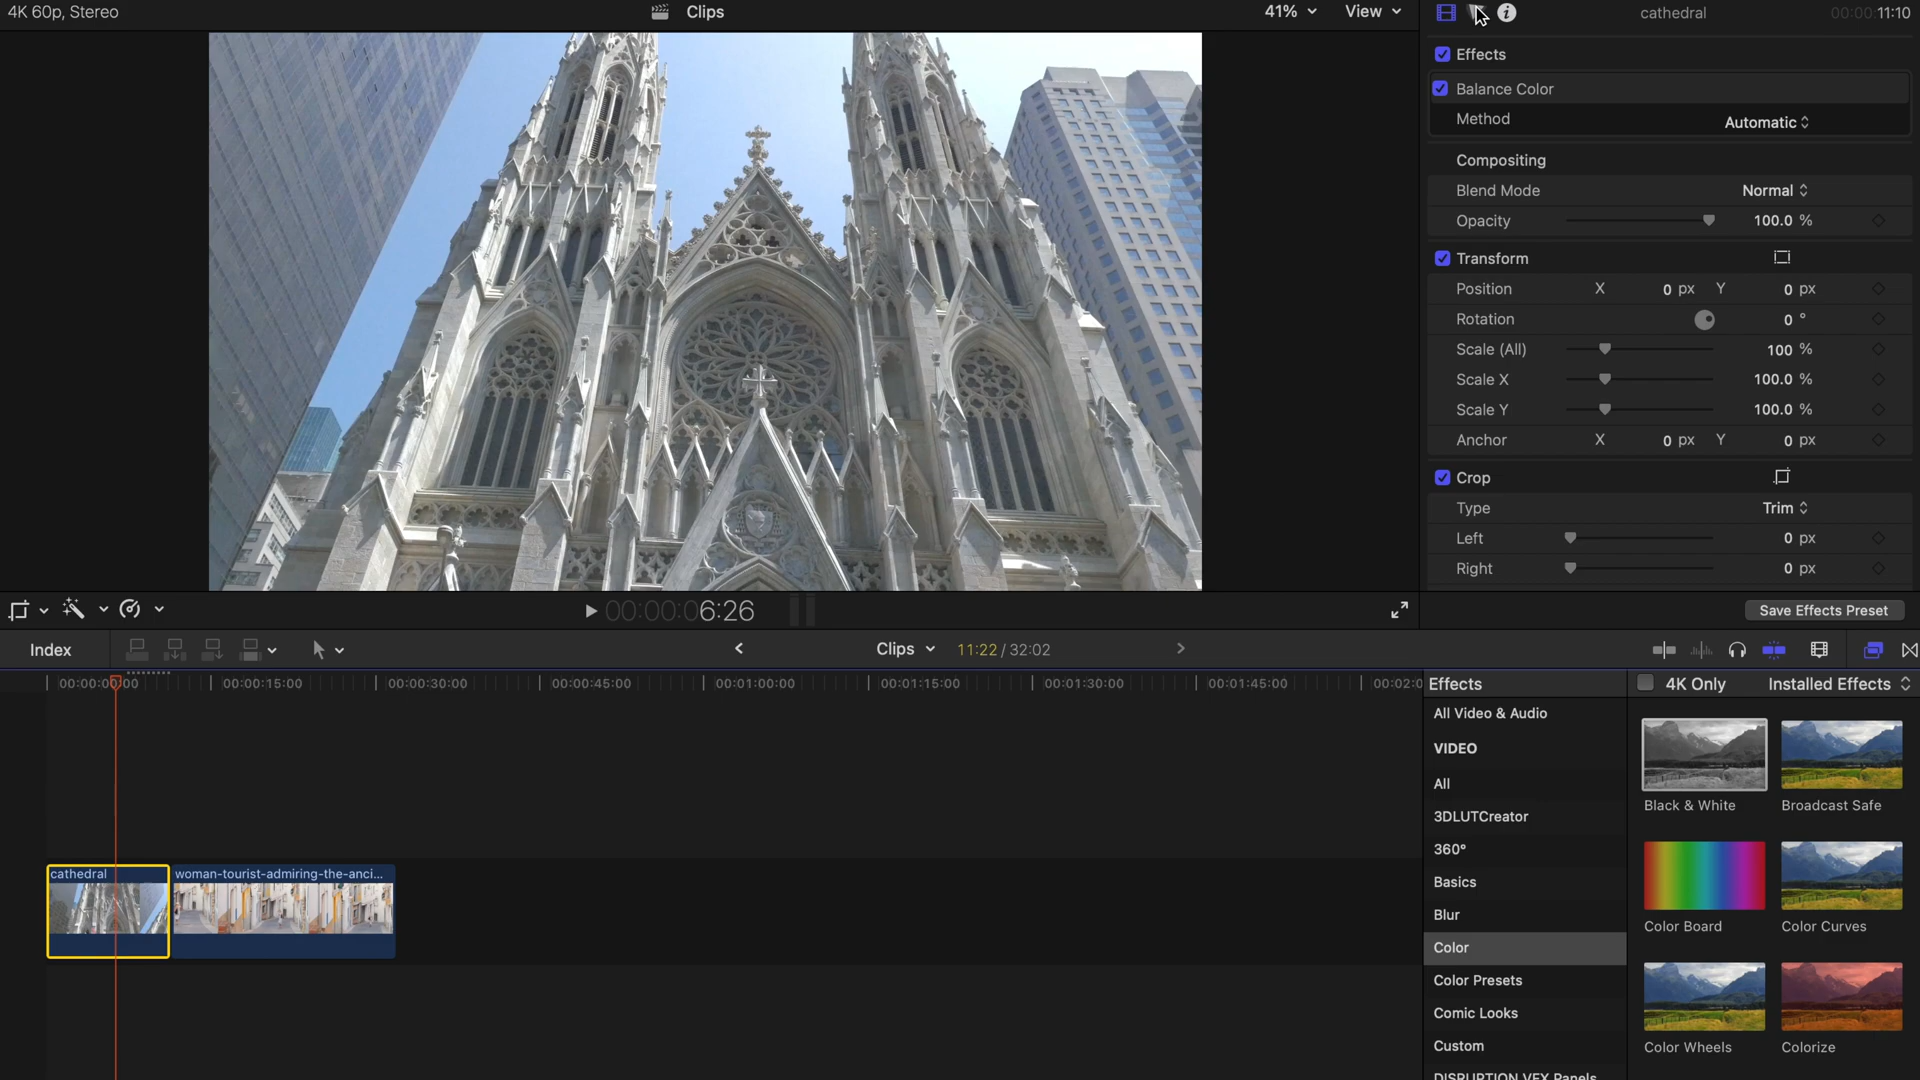 4K 60p, Stereo
Clips
41%
View
cathedral
00:00:11:10
Effects
Balance Color
Method
Automatic
Compositing
Blend Mode
Normal
Opacity
100.0 %
Transform
Position
X
0 px
Y
0 px
Rotation
0 °
Scale (All)
100 %
Scale X
100.0 %
Scale Y
100.0 %
Anchor
X
0 px
Y
0 px
Crop
Type
Trim
Left
0 px
Right
0 px
00:00:06:26
Save Effects Preset
Index
Clips
11:22 / 32:02
00:00:00:00
00:00:15:00
00:00:30:00
00:00:45:00
00:01:00:00
00:01:15:00
00:01:30:00
00:01:45:00
00:02:0
Effects
4K Only
Installed Effects
All Video & Audio
VIDEO
All
3DLUTCreator
360°
Basics
Blur
Color
Color Presets
Comic Looks
Custom
DISRUPTION VFX Panels
Black & White
Broadcast Safe
Color Board
Color Curves
Color Wheels
Colorize
cathedral
woman-tourist-admiring-the-anci...